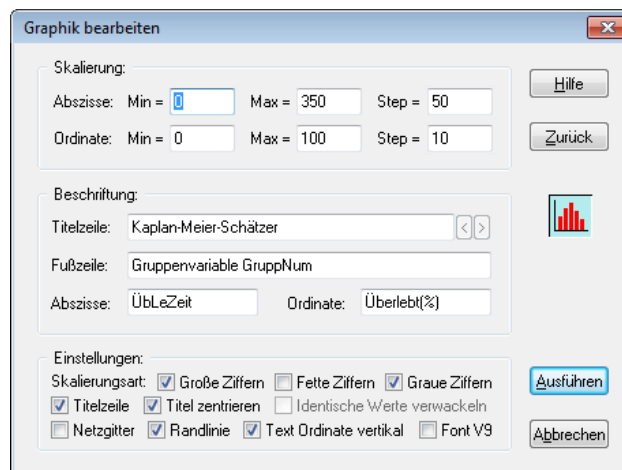 Graphik bearbeiten
Skalierung:
Abszisse: Min = 0 Max = 350 Step = 50
Hilfe
Ordinate: Min = 0 Max = 100 Step = 10
Zurück
Beschriftung:
Titelzeile: Kaplan-Meier-Schätzer < >
Fußzeile: Gruppenvariable GruppNum
Abszisse: ÜbLeZeit Ordinate: Überlebt(%)
Einstellungen:
Skalierungsart: Große Ziffern Fette Ziffern Graue Ziffern
Ausführen
Titelzeile Titel zentrieren Identische Werte verwackeln
Netzgitter Randlinie Text Ordinate vertikal Font V9
Abbrechen